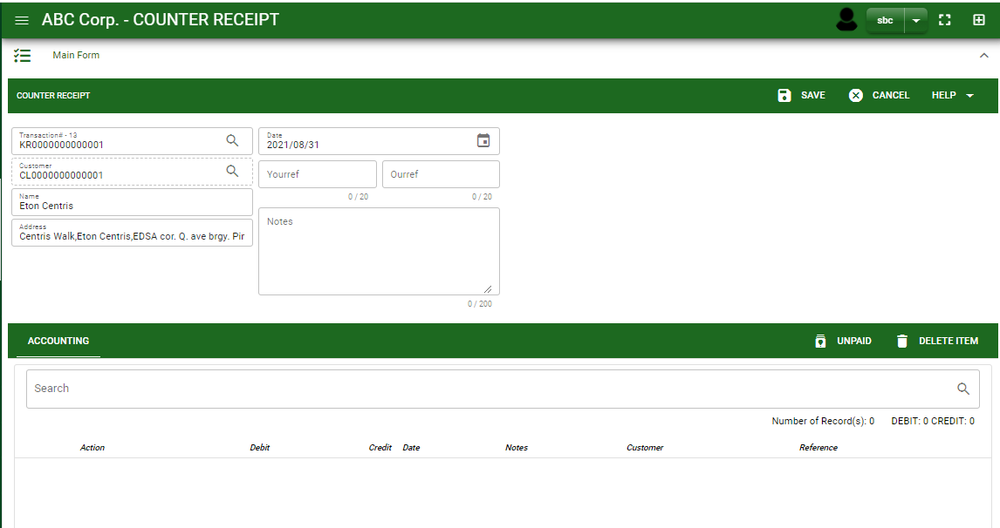 ABC Corp. - COUNTER RECEIPT
sbc
Main Form
COUNTER RECEIPT
SAVE
CANCEL
HELP
Transaction# - 13
KR0000000000001
Date
2021/08/31
Customer
CL0000000000001
Yourref
Ourref
0 / 20
0 / 20
Name
Eton Centris
Address
Centris Walk,Eton Centris,EDSA cor. Q. ave brgy. Pir
Notes
0 / 200
ACCOUNTING
UNPAID
DELETE ITEM
Search
Number of Record(s): 0
DEBIT: 0 CREDIT: 0
Action Debit Credit Date Notes Customer Reference